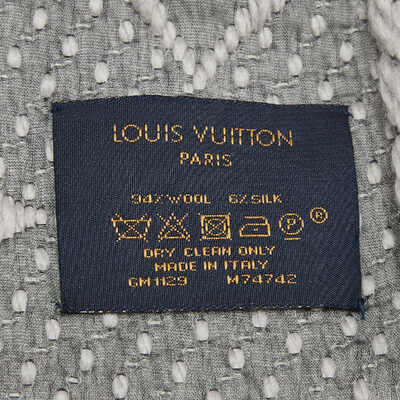 LOUIS VUITTON
PARIS
94% WOOL 6% SILK
P ®
DRY CLEAN ONLY
MADE IN ITALY
GM1129 M74742